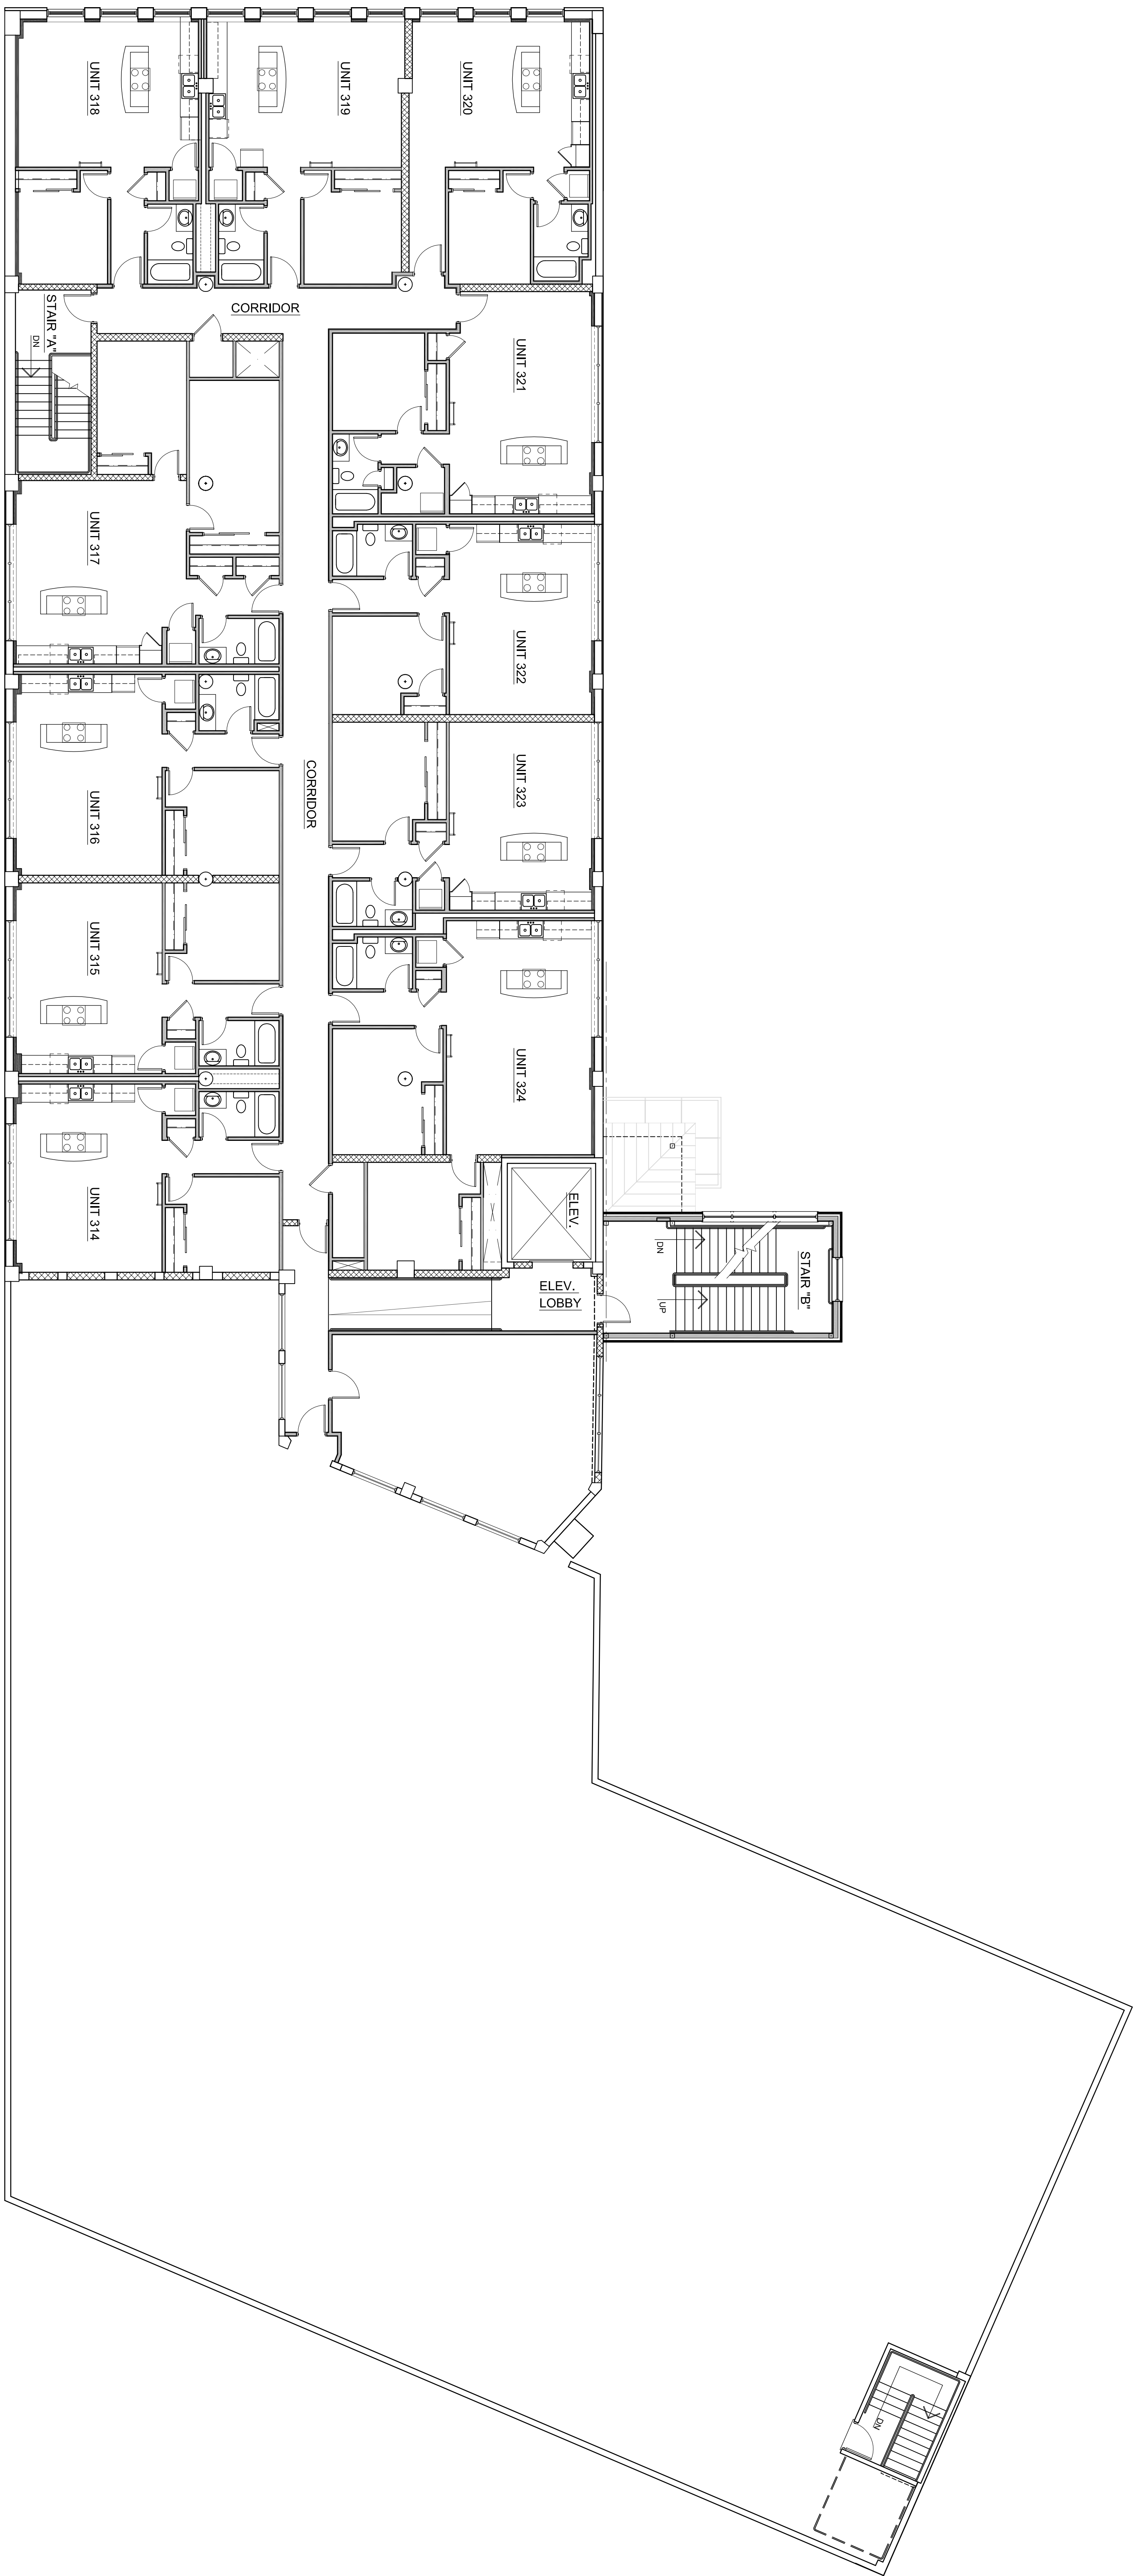 UNIT 318
UNIT 319
UNIT 320
STAIR "A"
DN
CORRIDOR
UNIT 321
UNIT 317
UNIT 322
UNIT 316
CORRIDOR
UNIT 323
UNIT 315
UNIT 324
UNIT 314
ELEV.
ELEV.
LOBBY
DN
UP
STAIR "B"
DN